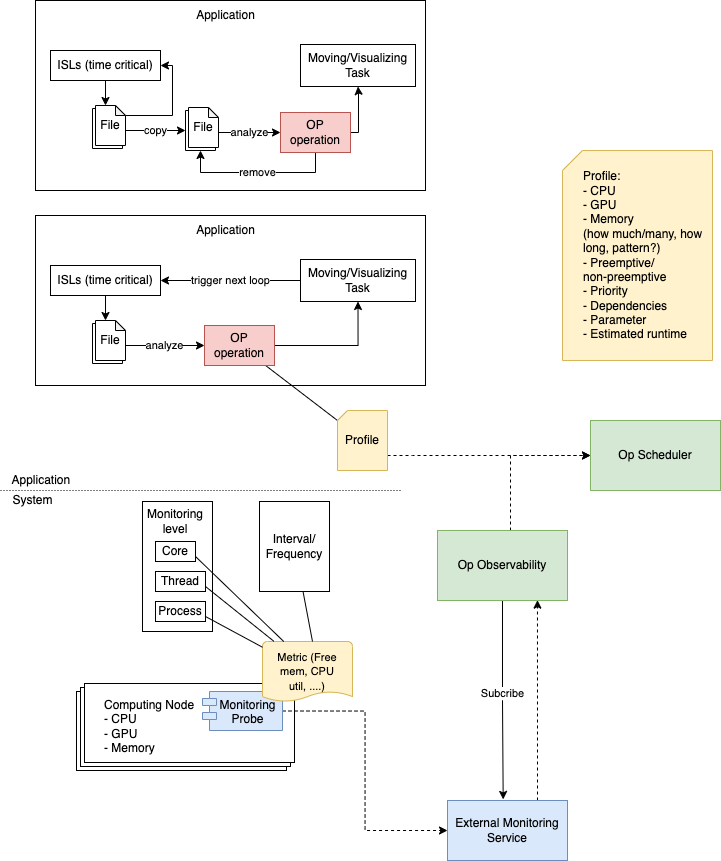 Application
ISLs (time critical)
Moving/Visualizing
Task
File
copy
File
analyze
OP
operation
remove
Application
ISLs (time critical)
trigger next loop
Moving/Visualizing
Task
File
analyze
OP
operation
Profile:
- CPU
- GPU
- Memory
(how much/many, how
long, pattern?)
- Preemptive/
non-preemptive
- Priority
- Dependencies
- Parameter
- Estimated runtime
Profile
Op Scheduler
Application
System
Monitoring
level
Core
Thread
Process
Interval/
Frequency
Op Observability
Metric (Free
mem, CPU
util, ....)
Computing Node
- CPU
- GPU
- Memory
Monitoring
Probe
Subcribe
External Monitoring
Service